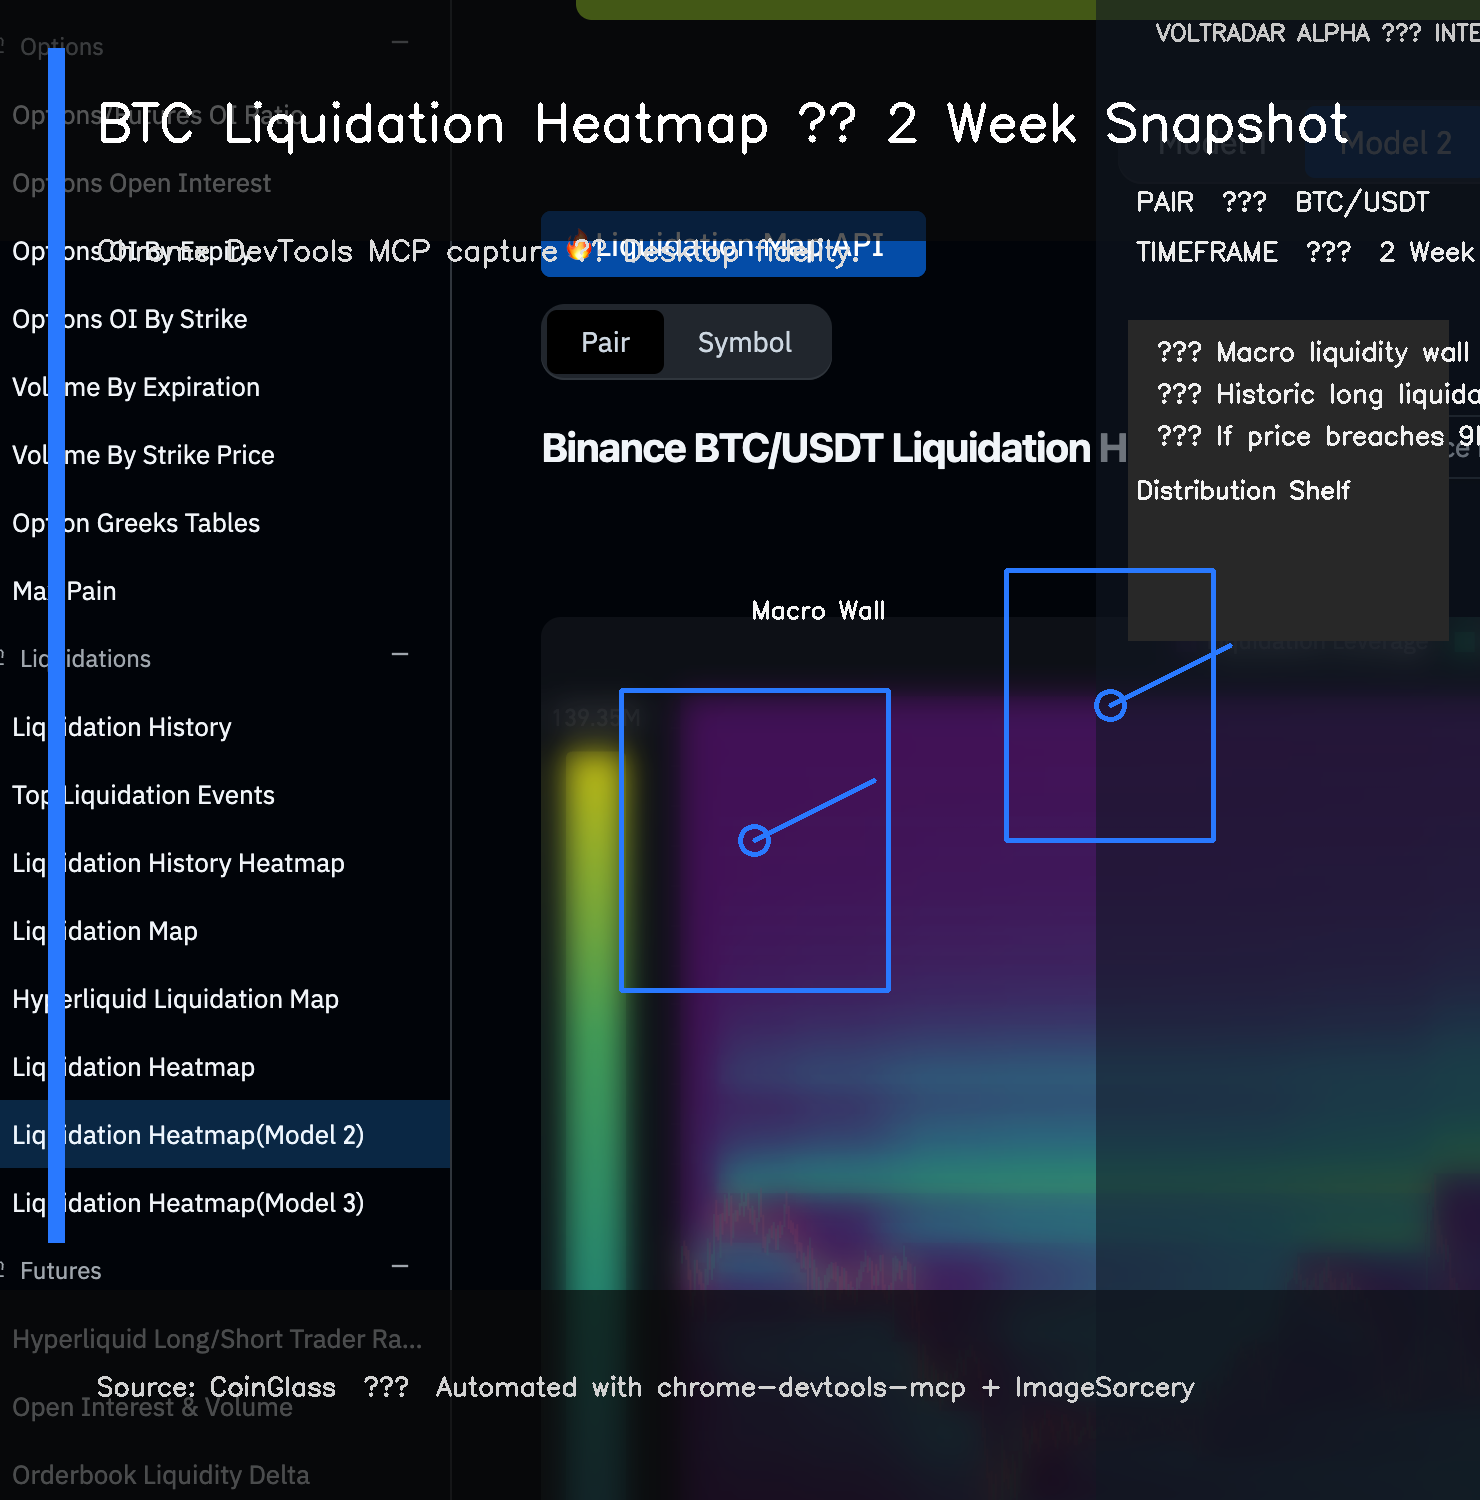 Options
VOLTRADAR ALPHA ??? INTE
Options/Futures OI Ratio
BTC Liquidation Heatmap ?? 2 Week Snapshot
Model 1
Model 2
Options Open Interest
PAIR ??? BTC/USDT
Options OI By Expiry
Chrome DevTools MCP capture ?? Desktop fidelity.
Liquidation Map API
TIMEFRAME ??? 2 Week
Options OI By Strike
Pair
Symbol
??? Macro liquidity wall
Volume By Expiration
??? Historic long liquida
Volume By Strike Price
Binance BTC/USDT Liquidation H
??? If price breaches 9
Distribution Shelf
Option Greeks Tables
Max Pain
Macro Wall
Liquidations
Liquidation Leverage
139.35M
Liquidation History
Top Liquidation Events
Liquidation History Heatmap
Liquidation Map
Hyperliquid Liquidation Map
Liquidation Heatmap
Liquidation Heatmap(Model 2)
Liquidation Heatmap(Model 3)
Futures
Hyperliquid Long/Short Trader Ra...
Source: CoinGlass ??? Automated with chrome-devtools-mcp + ImageSorcery
Open Interest & Volume
Orderbook Liquidity Delta